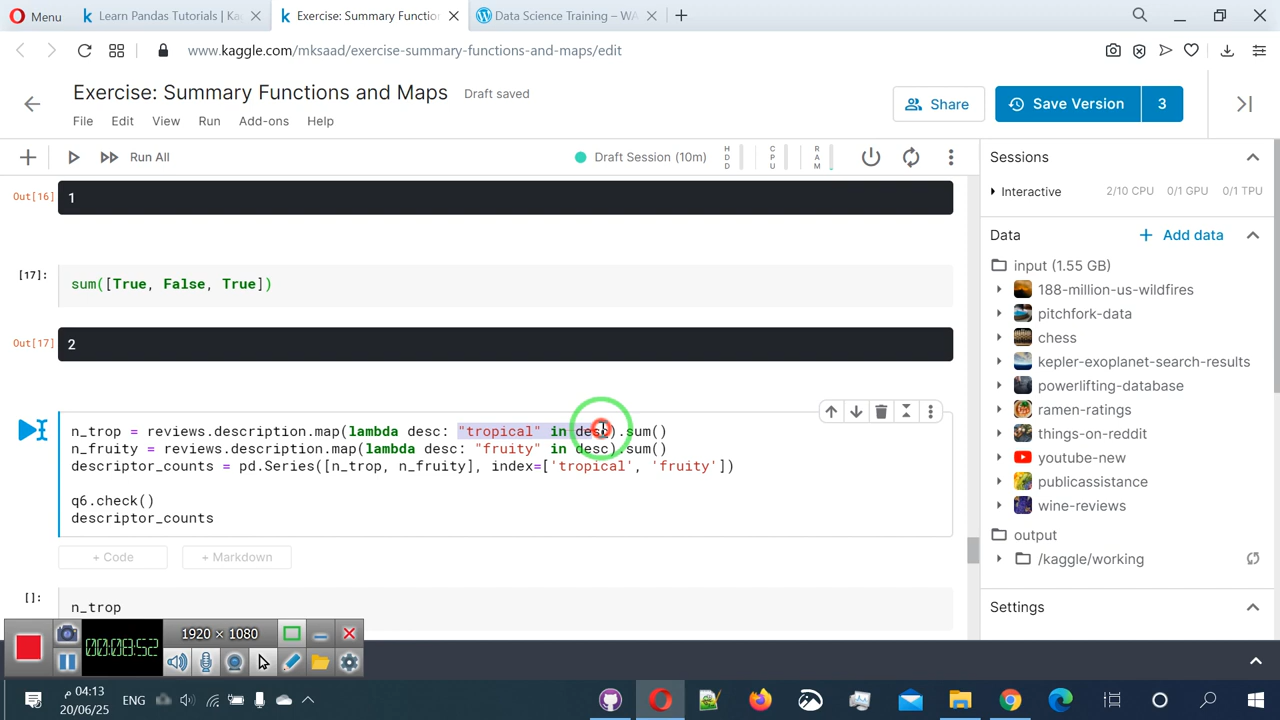 Menu
Learn Pandas Tutorials | Ka
Exercise: Summary Functio
Data Science Training – WA
www.kaggle.com/mksaad/exercise-summary-functions-and-maps/edit
Exercise: Summary Functions and Maps
Draft saved
Share
Save Version
3
File
Edit
View
Run
Add-ons
Help
Run All
Draft Session (10m)
HDD
CPU
RAM
Sessions
Interactive
2/10 CPU
0/1 GPU
0/1 TPU
Data
+ Add data
input (1.55 GB)
188-million-us-wildfires
pitchfork-data
chess
kepler-exoplanet-search-results
powerlifting-database
ramen-ratings
things-on-reddit
youtube-new
publicassistance
wine-reviews
output
/kaggle/working
Settings
Out[16]
1
[17]:
sum([True, False, True])
Out[17]
2
n_trop = reviews.description.map(lambda desc: "tropical" in desc).sum()
n_fruity = reviews.description.map(lambda desc: "fruity" in desc).sum()
descriptor_counts = pd.Series([n_trop, n_fruity], index=['tropical', 'fruity'])
q6.check()
descriptor_counts
+ Code
+ Markdown
[]:
n_trop
1920 × 1080
00:08:52
ENG
04:13 م
20/06/25